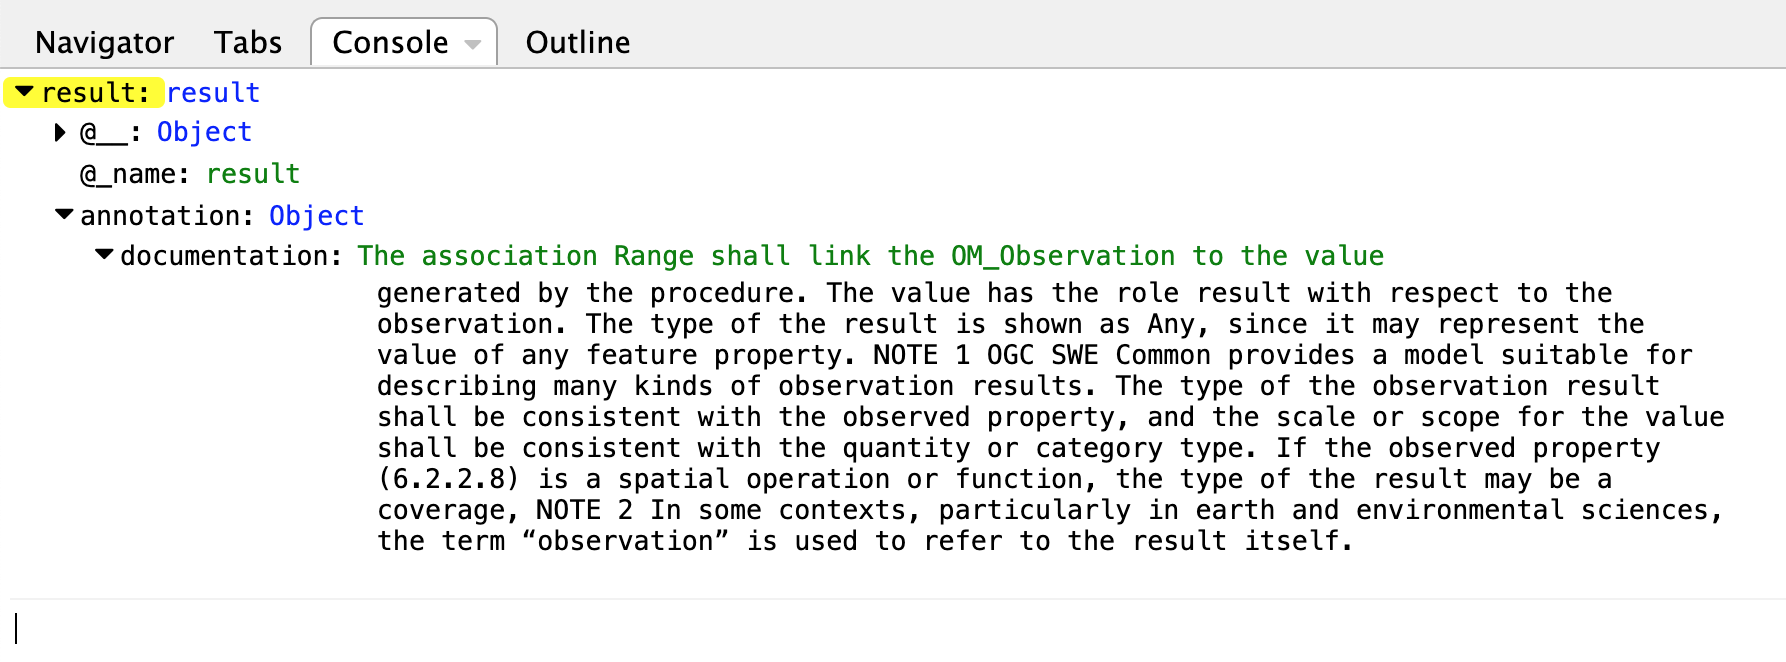 Navigator Tabs Console Outline
result: result
@__: Object
@_name: result
annotation: Object
documentation: The association Range shall link the OM_Observation to the value
generated by the procedure. The value has the role result with respect to the
observation. The type of the result is shown as Any, since it may represent the
value of any feature property. NOTE 1 OGC SWE Common provides a model suitable for
describing many kinds of observation results. The type of the observation result
shall be consistent with the observed property, and the scale or scope for the value
shall be consistent with the quantity or category type. If the observed property
(6.2.2.8) is a spatial operation or function, the type of the result may be a
coverage, NOTE 2 In some contexts, particularly in earth and environmental sciences,
the term “observation” is used to refer to the result itself.